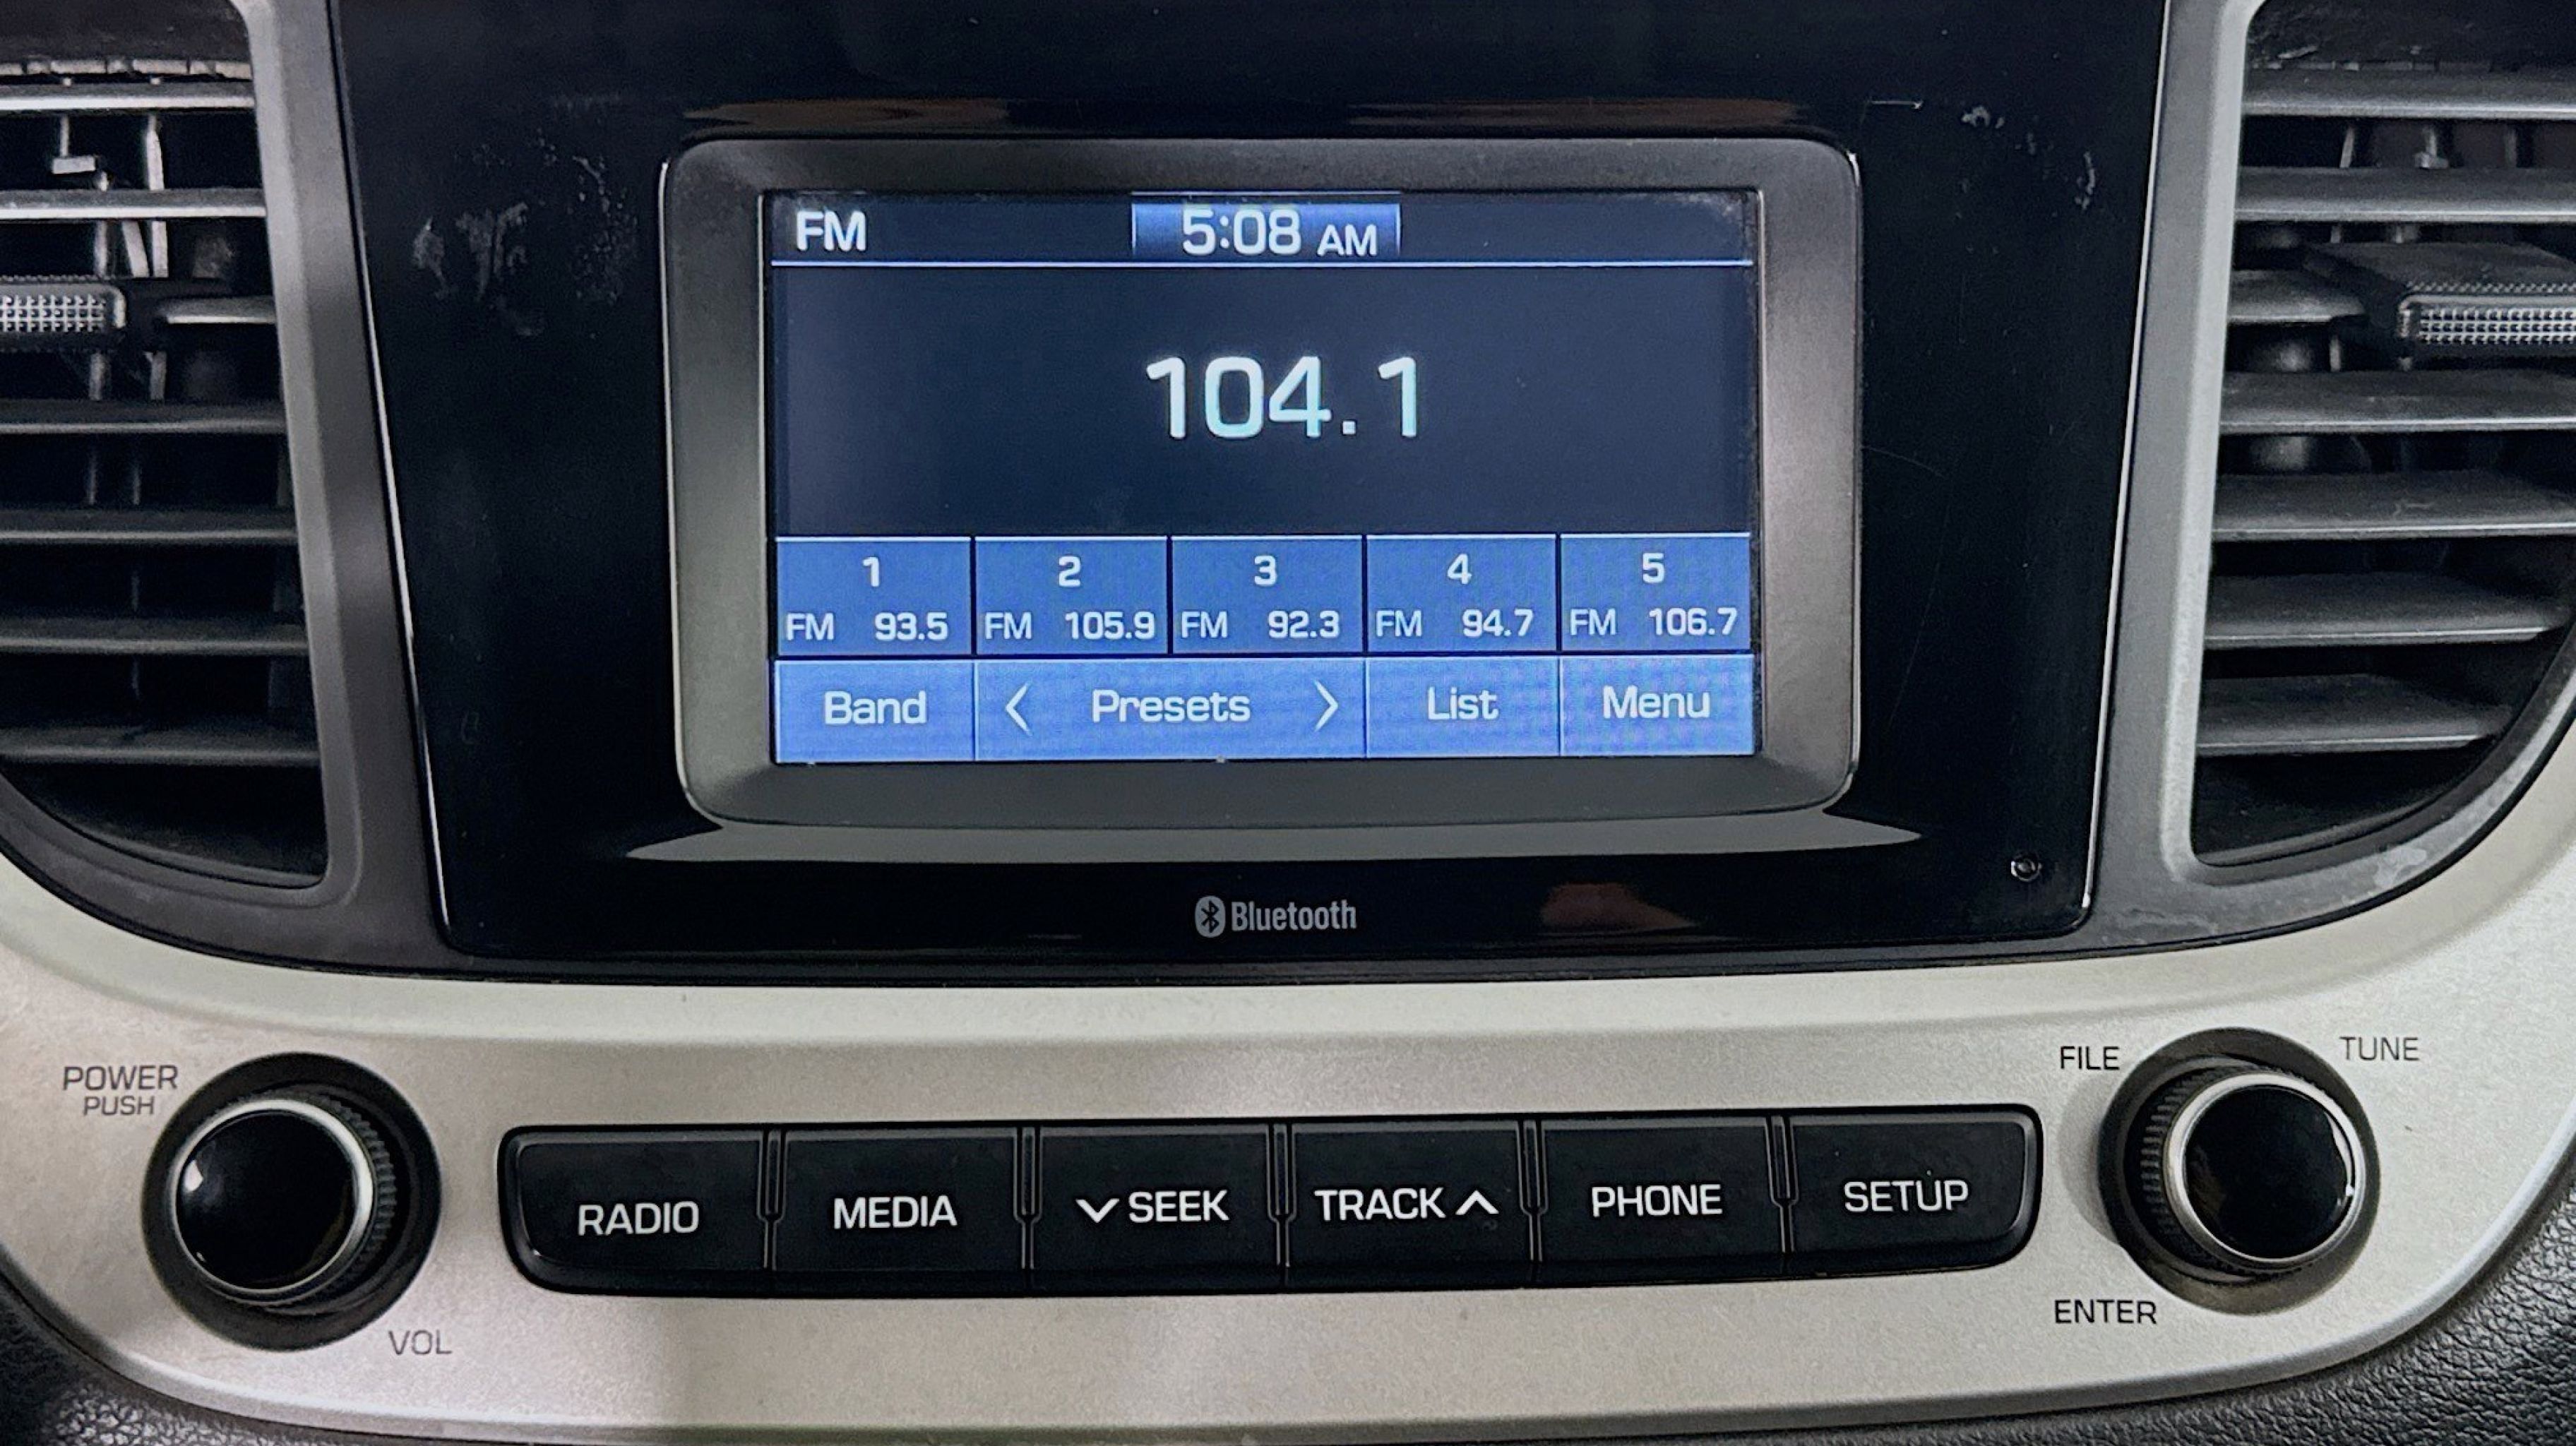 FM 5:08 AM
104.1
1 2 3 4 5
FM 93.5 FM 105.9 FM 92.3 FM 94.7 FM 106.7
Band < Presets > List Menu
Bluetooth
POWER
PUSH
VOL
RADIO MEDIA SEEK TRACK PHONE SETUP
FILE TUNE
ENTER